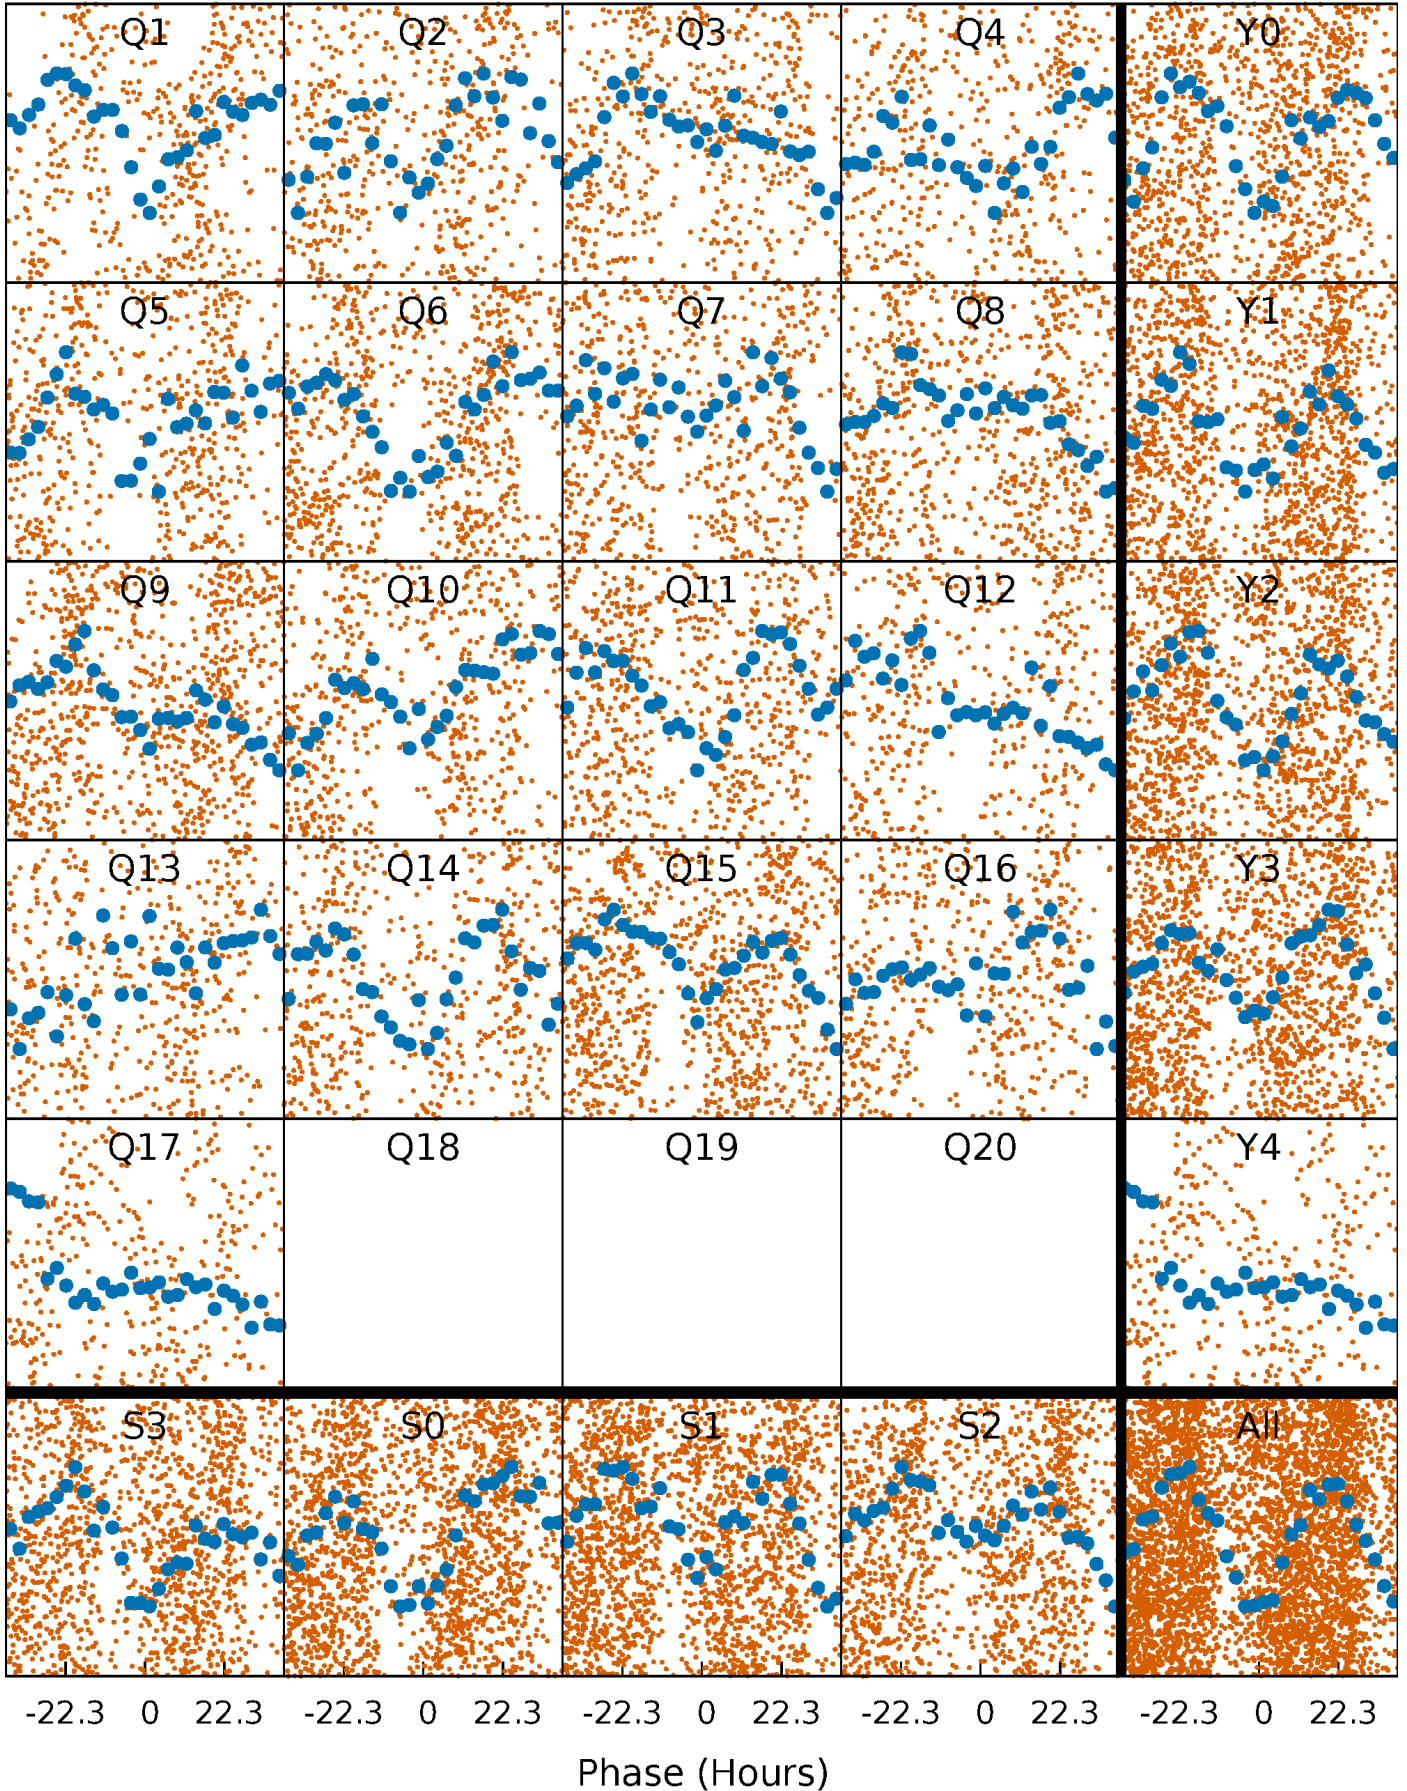 Q1 Q2 Q3 Q4 Y0
Q5 Q6 Q7 Q8 Y1
Q9 Q10 Q11 Q12 Y2
Q13 Q14 Q15 Q16 Y3
Q17 Q18 Q19 Q20 Y4
S3 S0 S1 S2 All
-22.3 0 22.3 -22.3 0 22.3 -22.3 0 22.3 -22.3 0 22.3 -22.3 0 22.3
Phase (Hours)